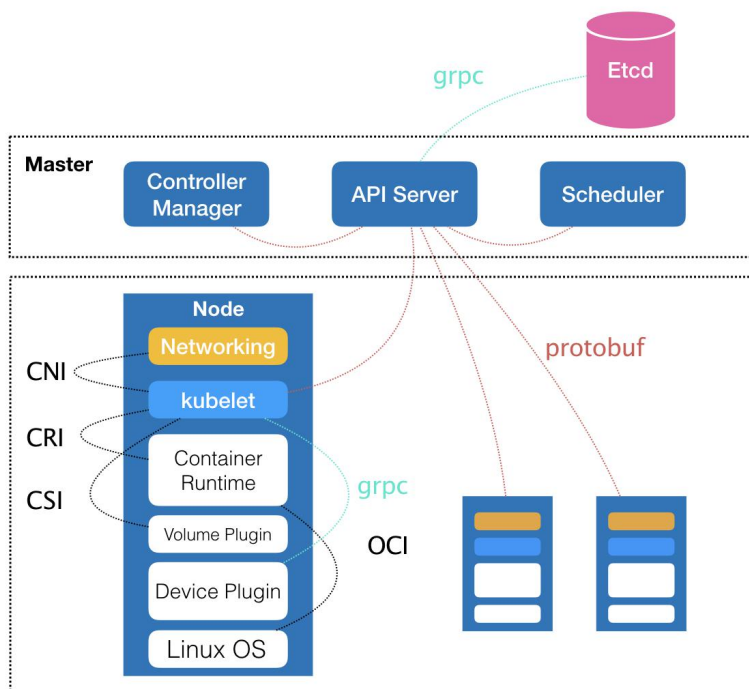 Etcd
grpc
Master
Controller
Manager
API Server
Scheduler
Node
Networking
protobuf
CNI
kubelet
CRI
Container
Runtime
grpc
CSI
Volume Plugin
OCI
Device Plugin
Linux OS